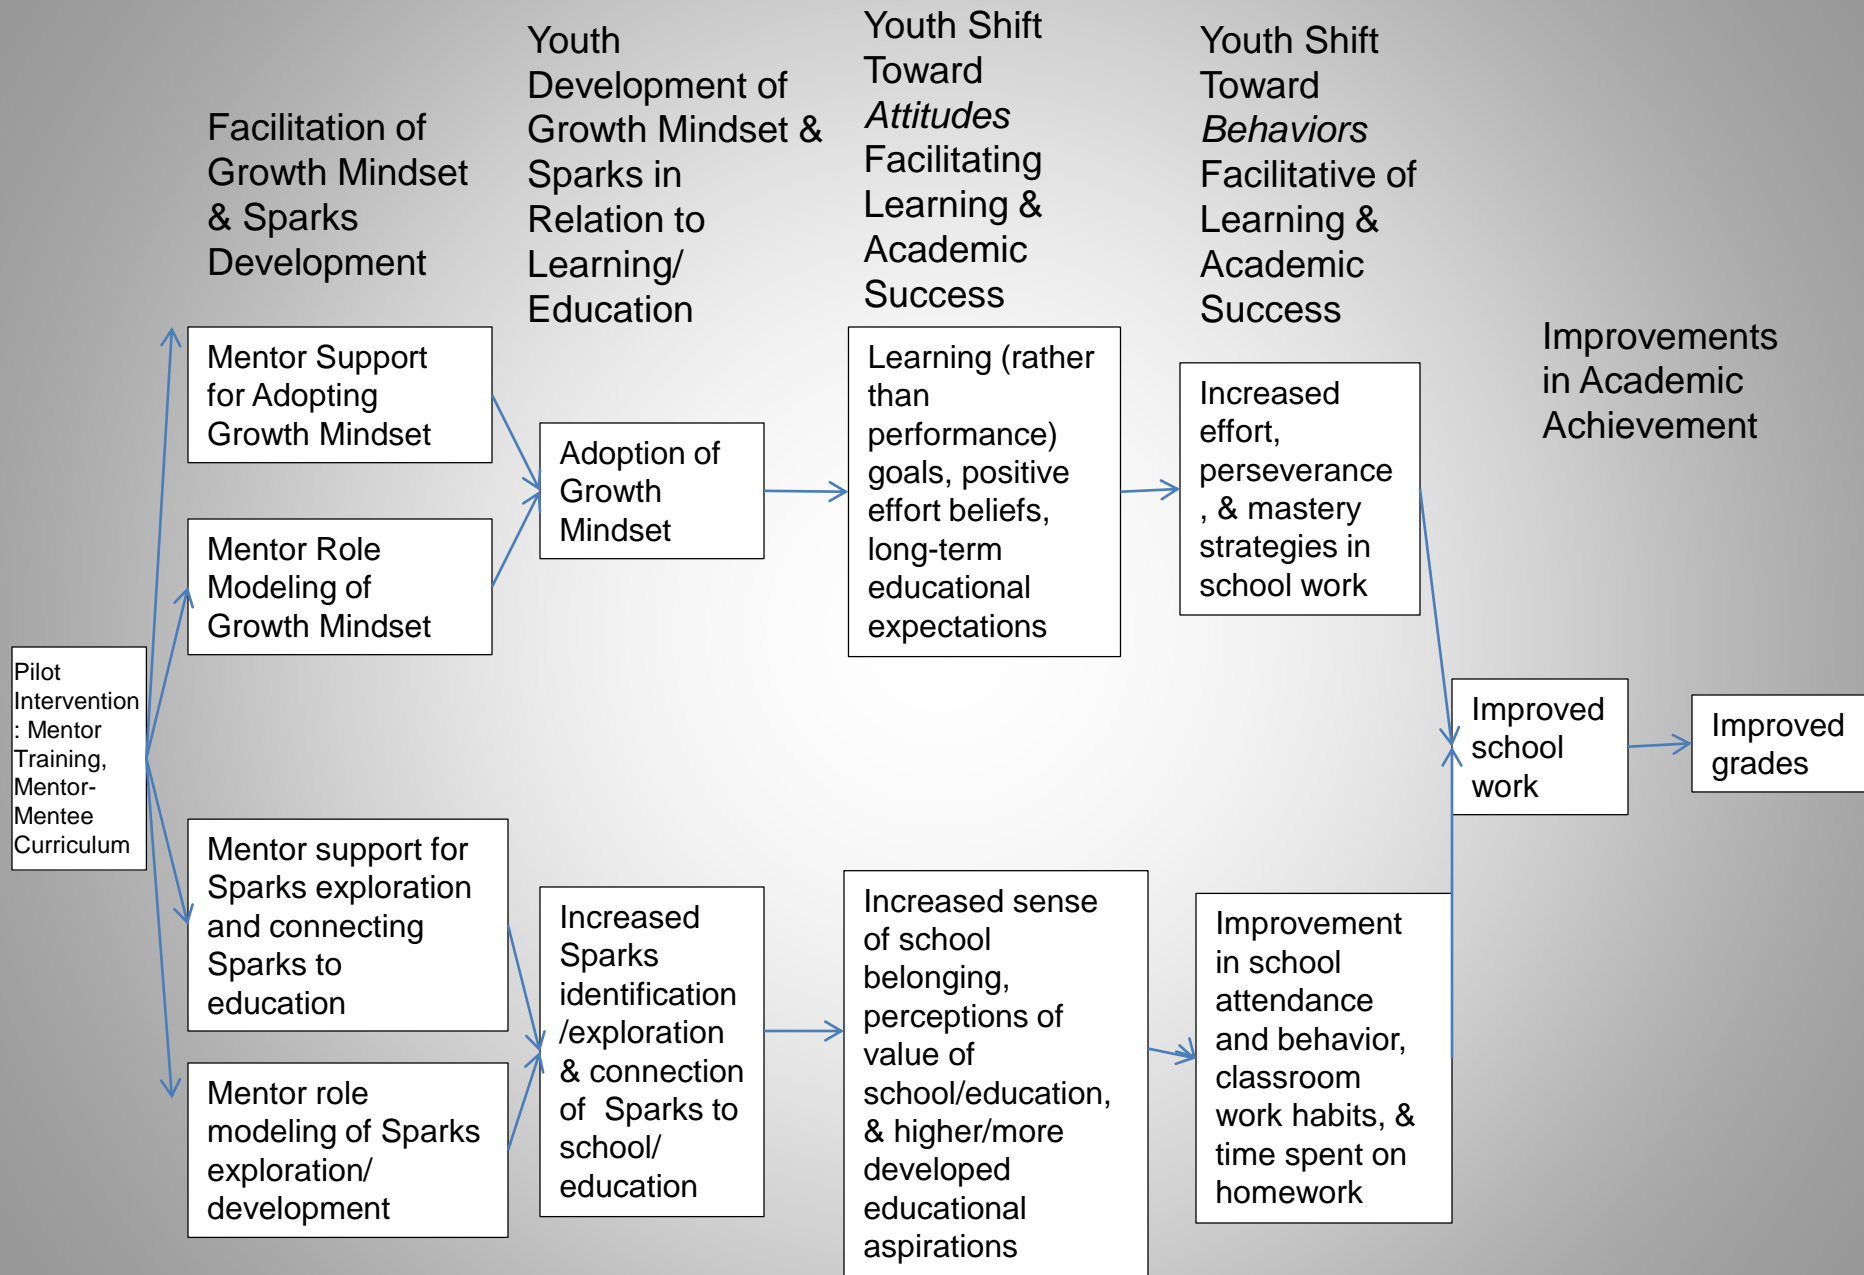 Facilitation of
Growth Mindset
& Sparks
Development
Youth
Development of
Growth Mindset &
Sparks in
Relation to
Learning/
Education
Youth Shift
Toward
Attitudes
Facilitating
Learning &
Academic
Success
Youth Shift
Toward
Behaviors
Facilitative of
Learning &
Academic
Success
Improvements
in Academic
Achievement
Pilot
Intervention
: Mentor
Training,
Mentor-
Mentee
Curriculum
Mentor Support
for Adopting
Growth Mindset
Mentor Role
Modeling of
Growth Mindset
Adoption of
Growth
Mindset
Learning (rather
than
performance)
goals, positive
effort beliefs,
long-term
educational
expectations
Increased
effort,
perseverance
, & mastery
strategies in
school work
Mentor support for
Sparks exploration
and connecting
Sparks to
education
Mentor role
modeling of Sparks
exploration/
development
Increased
Sparks
identification
/exploration
& connection
of Sparks to
school/
education
Increased sense
of school
belonging,
perceptions of
value of
school/education,
& higher/more
developed
educational
aspirations
Improvement
in school
attendance
and behavior,
classroom
work habits, &
time spent on
homework
Improved
school
work
Improved
grades